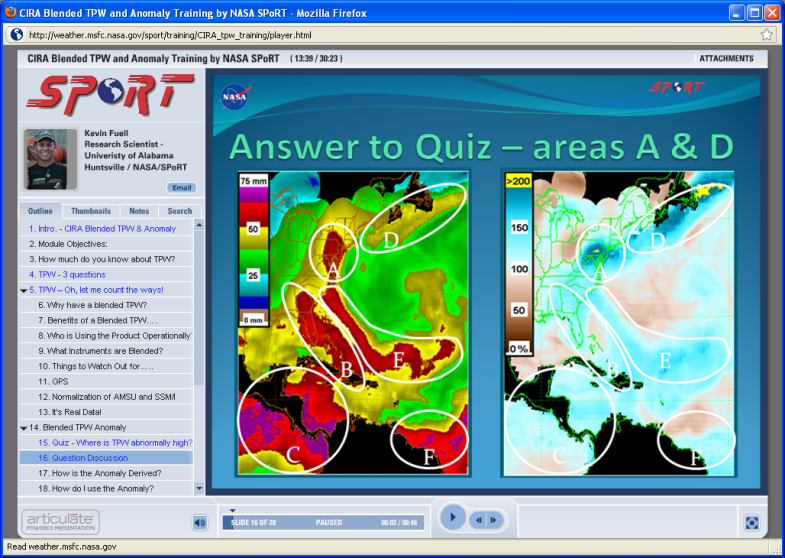 CIRA Blended TPW and Anomaly Training by NASA SPoRT - Mozilla Firefox
http://weather.msfc.nasa.gov/sport/training/CIRA_tpw_training/player.html
CIRA Blended TPW and Anomaly Training by NASA SPoRT ( 13:39 / 30:23 )
ATTACHMENTS
SPoRT
Kevin Fuell
Research Scientist -
Univeristy of Alabama
Huntsville / NASA/SPoRT
Email
Outline Thumbnails Notes Search
1. Intro. - CIRA Blended TPW & Anomaly
2. Module Objectives:
3. How much do you know about TPW?
4. TPW - 3 questions
5. TPW – Oh, let me count the ways!
6. Why have a blended TPW?
7. Benefits of a Blended TPW....
8. Who is Using the Product Operationally
9. What Instruments are Blended?
10. Things to Watch Out for.....
11. GPS
12. Normalization of AMSU and SSMI
13. It's Real Data!
14. Blended TPW Anomaly
15. Quiz - Where is TPW abnormally high?
16. Question Discussion
17. How is the Anomaly Derived?
18. How do I use the Anomaly?
articulate
POWERED PRESENTATION
NASA
SPoRT
Answer to Quiz – areas A & D
75 mm
50
25
0 mm
A
B
C
D
E
F
>200
150
100
50
0 %
A
B
C
D
E
F
SLIDE 16 OF 28 PAUSED 00:02 / 00:46
Read weather.msfc.nasa.gov